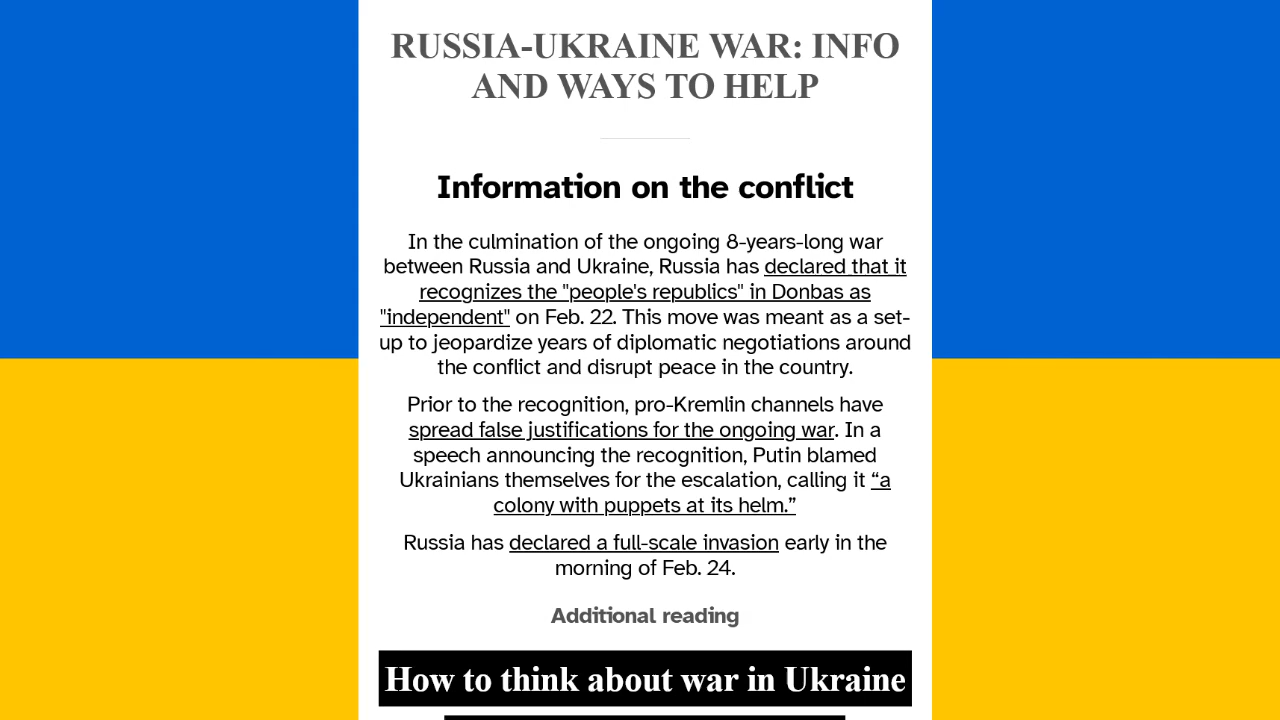 RUSSIA-UKRAINE WAR: INFO
AND WAYS TO HELP
Information on the conflict
In the culmination of the ongoing 8-years-long war
between Russia and Ukraine, Russia has declared that it
recognizes the "people's republics" in Donbas as
"independent" on Feb. 22. This move was meant as a set-
up to jeopardize years of diplomatic negotiations around
the conflict and disrupt peace in the country.
Prior to the recognition, pro-Kremlin channels have
spread false justifications for the ongoing war. In a
speech announcing the recognition, Putin blamed
Ukrainians themselves for the escalation, calling it “a
colony with puppets at its helm.”
Russia has declared a full-scale invasion early in the
morning of Feb. 24.
Additional reading
How to think about war in Ukraine